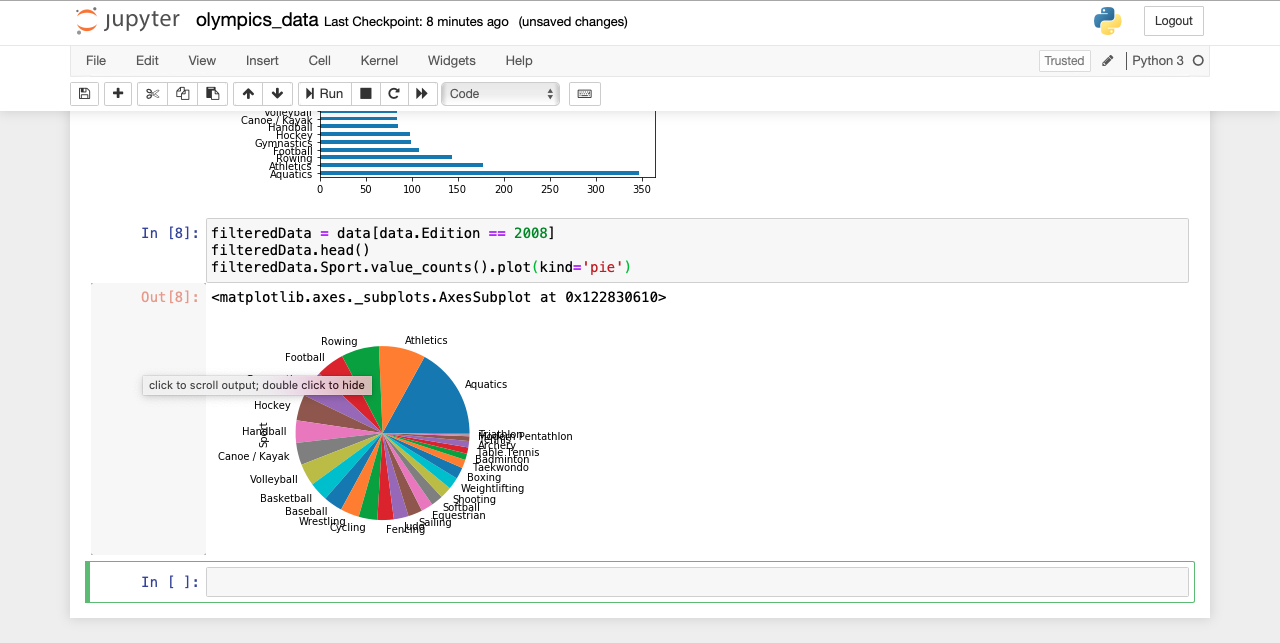 jupyter olympics_data Last Checkpoint: 8 minutes ago (unsaved changes) Logout
File Edit View Insert Cell Kernel Widgets Help Trusted Python 3
Run Code
Volleyball
Canoe / Kayak
Handball
Hockey
Gymnastics
Football
Rowing
Athletics
Aquatics
0 50 100 150 200 250 300 350
In [8]: filteredData = data[data.Edition == 2008]
filteredData.head()
filteredData.Sport.value_counts().plot(kind='pie')
Out[8]: <matplotlib.axes._subplots.AxesSubplot at 0x122830610>
Rowing Athletics
Football
click to scroll output; double click to hide
Aquatics
Hockey
Handball
Sport
Canoe / Kayak
Volleyball
Basketball
Baseball
Wrestling
Cycling
Fencing
Judo
Sailing
Equestrian
Softball
Shooting
Weightlifting
Boxing
Taekwondo
Badminton
Table Tennis
Archery
Modern Pentathlon
Triathlon
In [ ]: